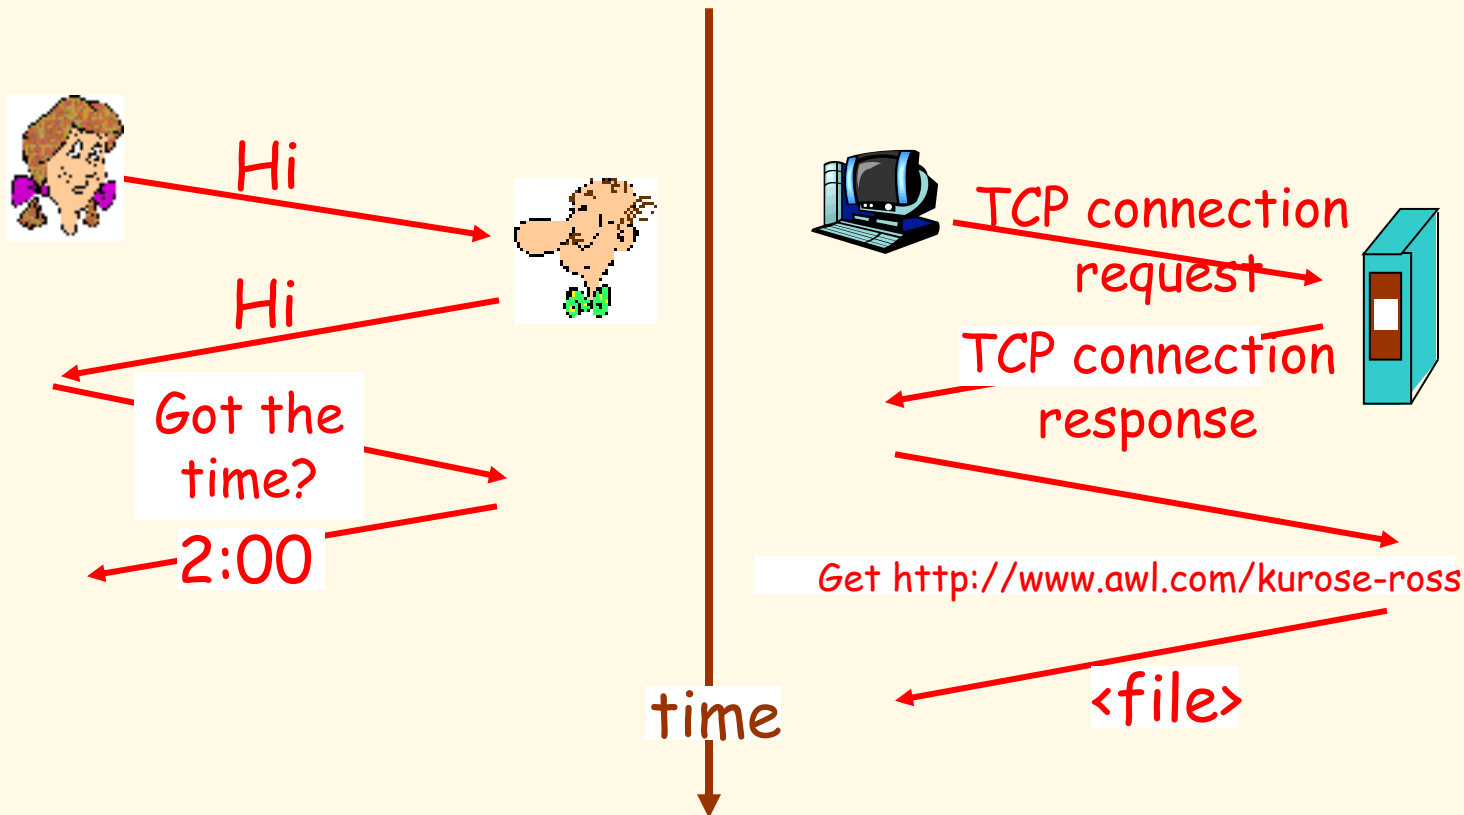 Hi
Hi
Got the
time?
2:00
time
TCP connection
request
TCP connection
response
Get http://www.awl.com/kurose-ross
<file>